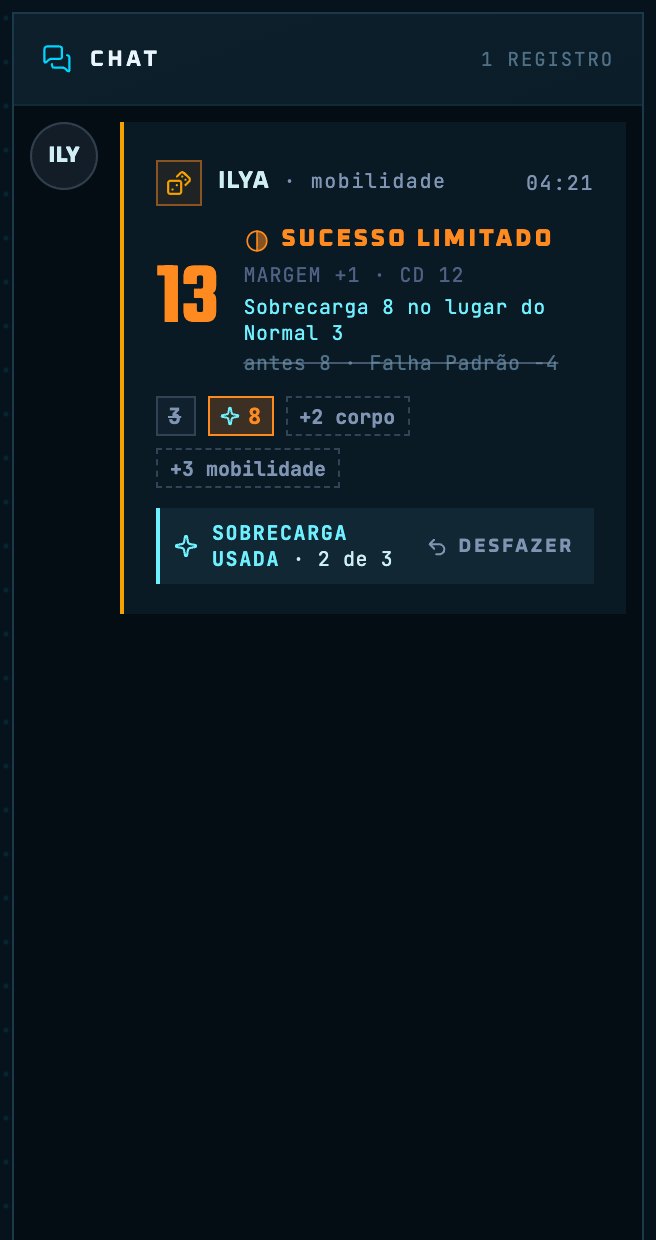 CHAT
1 REGISTRO
ILY
ILYA · mobilidade
04:21
SUCESSO LIMITADO
13
MARGEM +1 · CD 12
Sobrecarga 8 no lugar do
Normal 3
antes 8 · Falha Padrão -4
3
8
+2 corpo
+3 mobilidade
SOBRECARGA
USADA · 2 de 3
DESFAZER